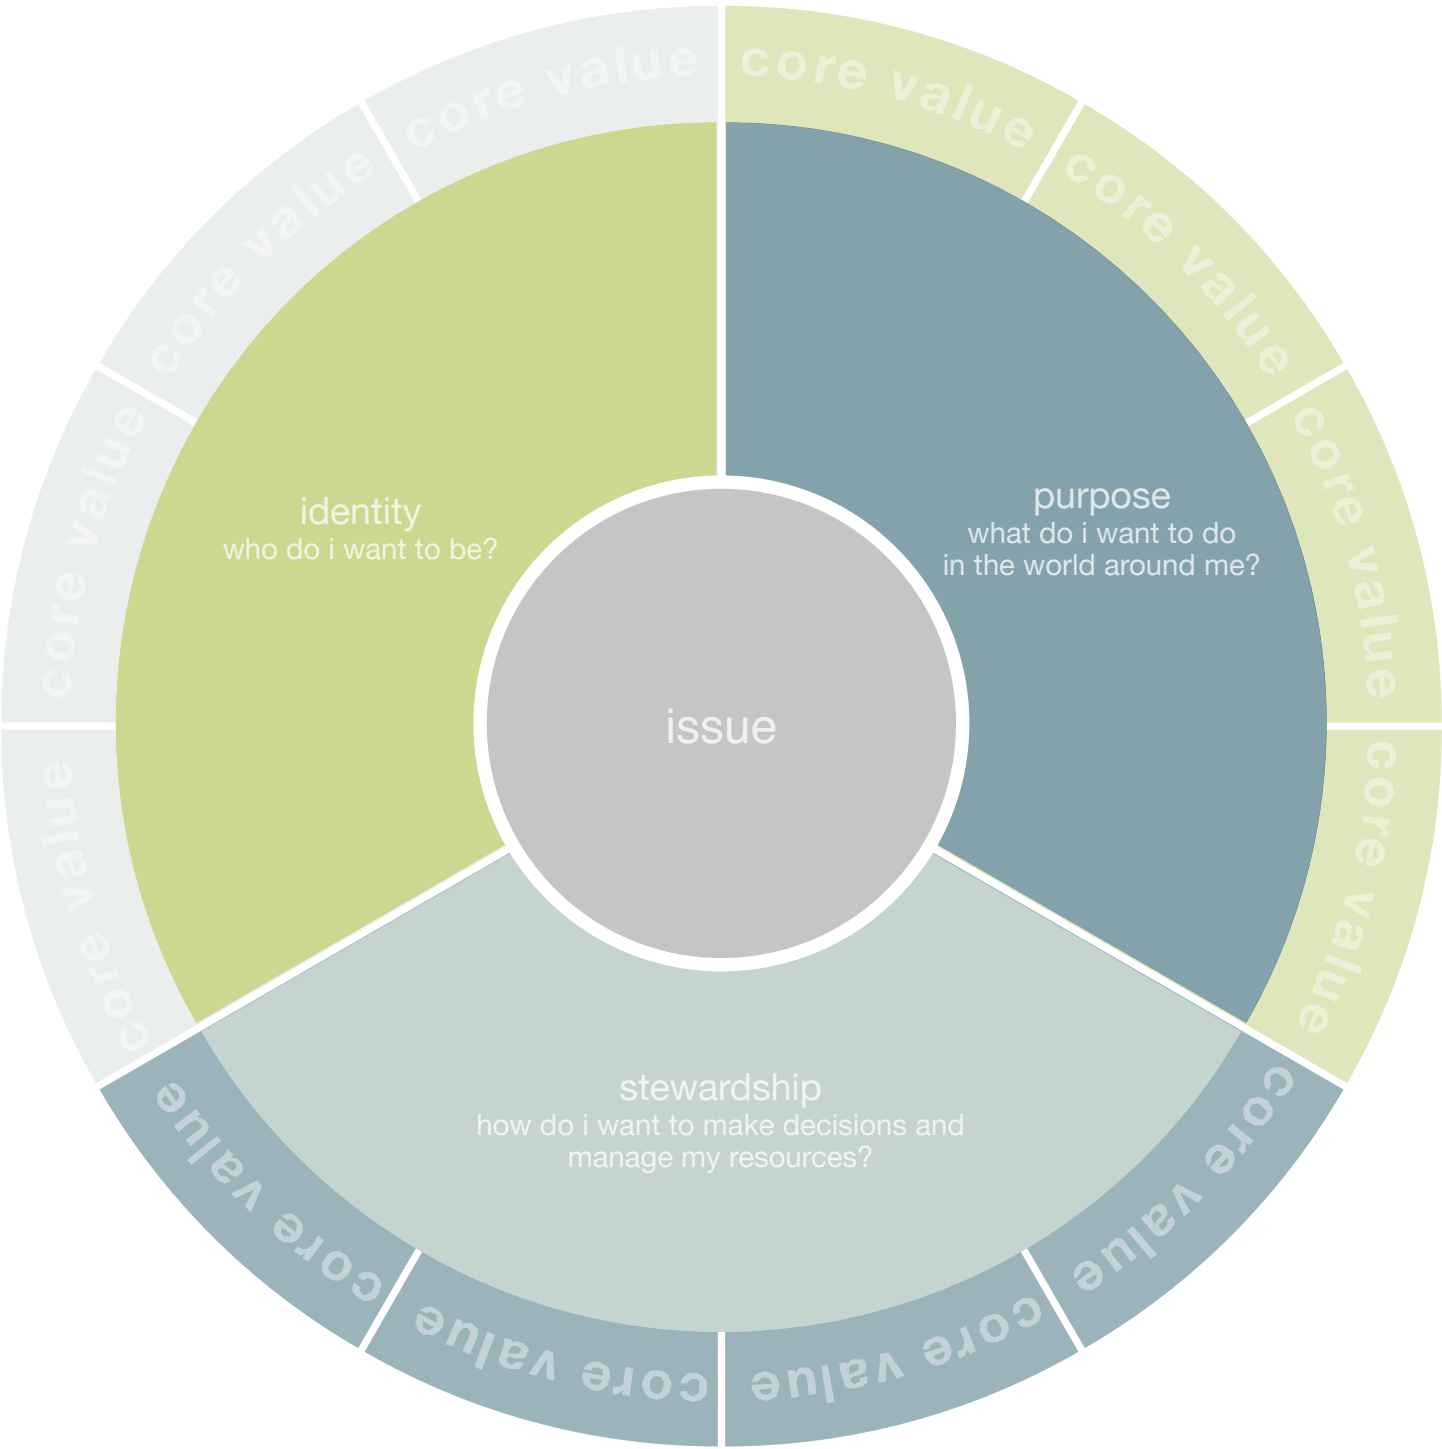 core value
core value
core value
core value
core value
core value
core value
core value
core value
core value
core value
core value
identity
who do i want to be?
purpose
what do i want to do
in the world around me?
issue
stewardship
how do i want to make decisions and
manage my resources?